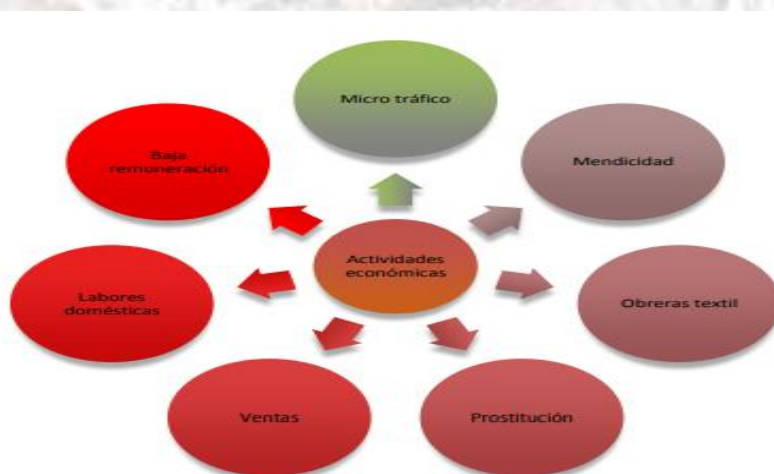 Micro tráfico
Baja
remuneración
Mendicidad
Actividades
económicas
Labores
domésticas
Obreras textil
Ventas
Prostitución